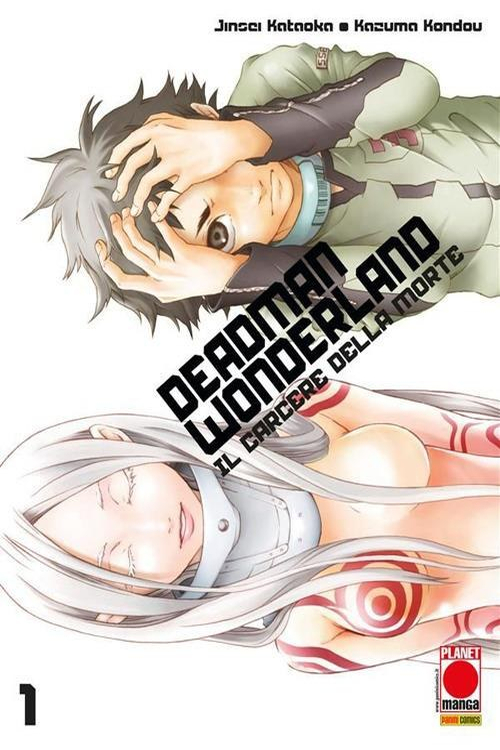 Jinsei Kataoka • Kazuma Kondou
DEADMAN
WONDERLAND
IL CARCERE DELLA MORTE
1
PLANET
manga
PANINI COMICS